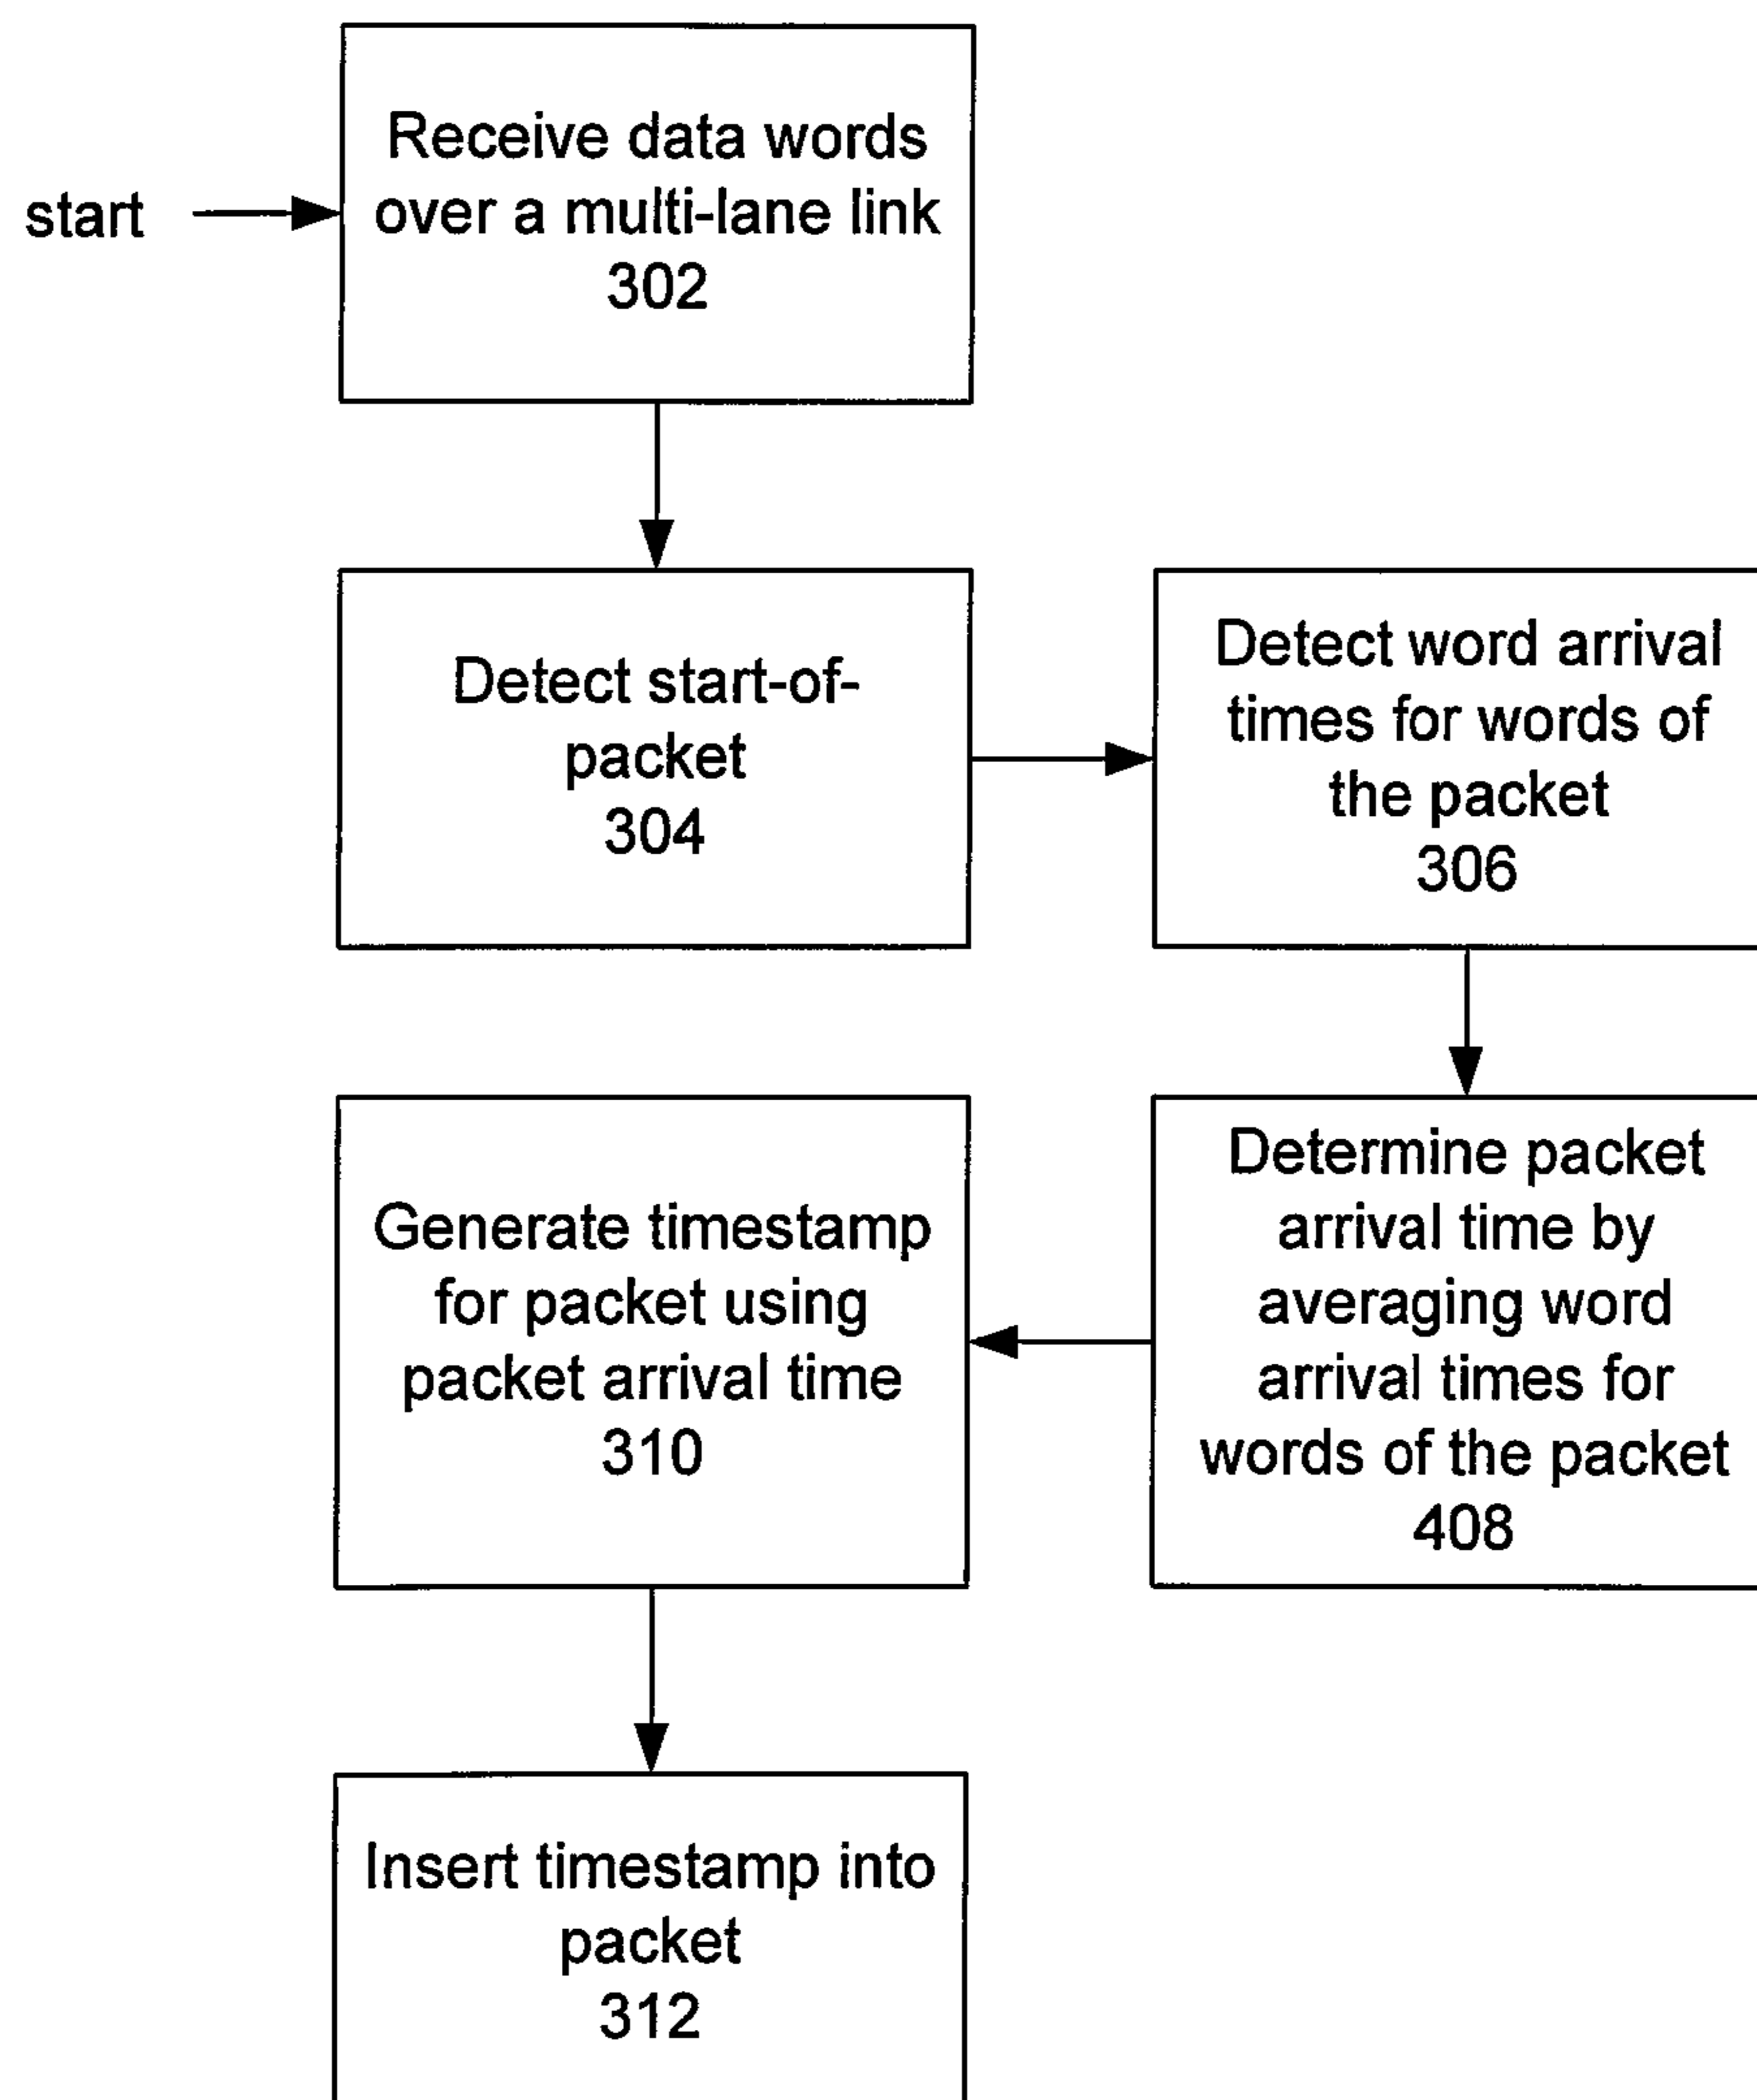 start
Receive data words
over a multi-lane link
302
Detect start-of-
packet
304
Detect word arrival
times for words of
the packet
306
Determine packet
arrival time by
averaging word
arrival times for
words of the packet
408
Generate timestamp
for packet using
packet arrival time
310
Insert timestamp into
packet
312